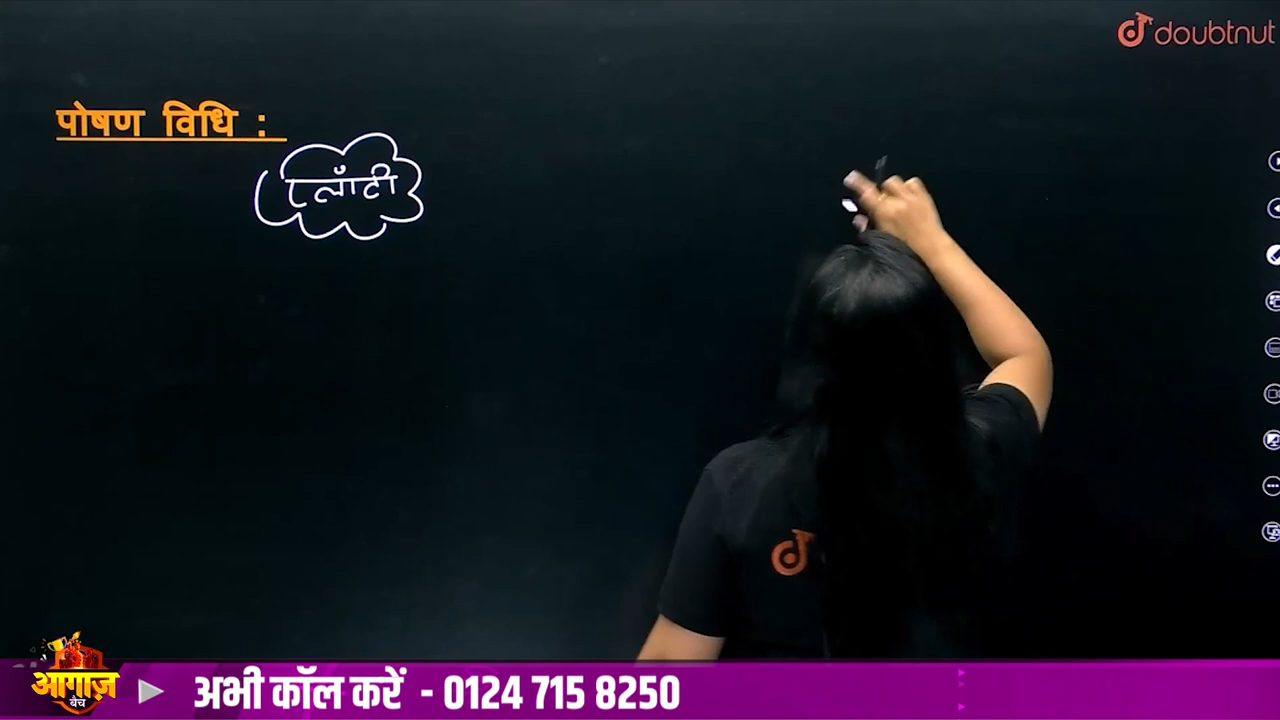 doubtnut
पोषण विधि :
प्लॉटी
आगाज़
बैच
अभी कॉल करें - 0124 715 8250